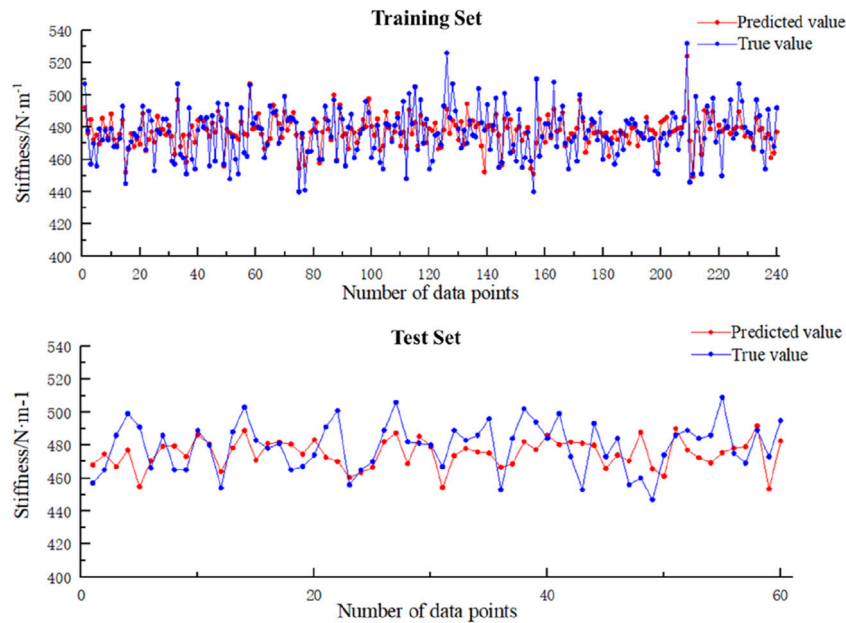 Training Set
Predicted value
True value
540
520
500
480
460
440
420
400
Stiffness/N·m⁻¹
0 20 40 60 80 100 120 140 160 180 200 220 240
Number of data points
Test Set
Predicted value
True value
540
520
500
480
460
440
420
400
Stiffness/N·m-1
0 20 40 60
Number of data points